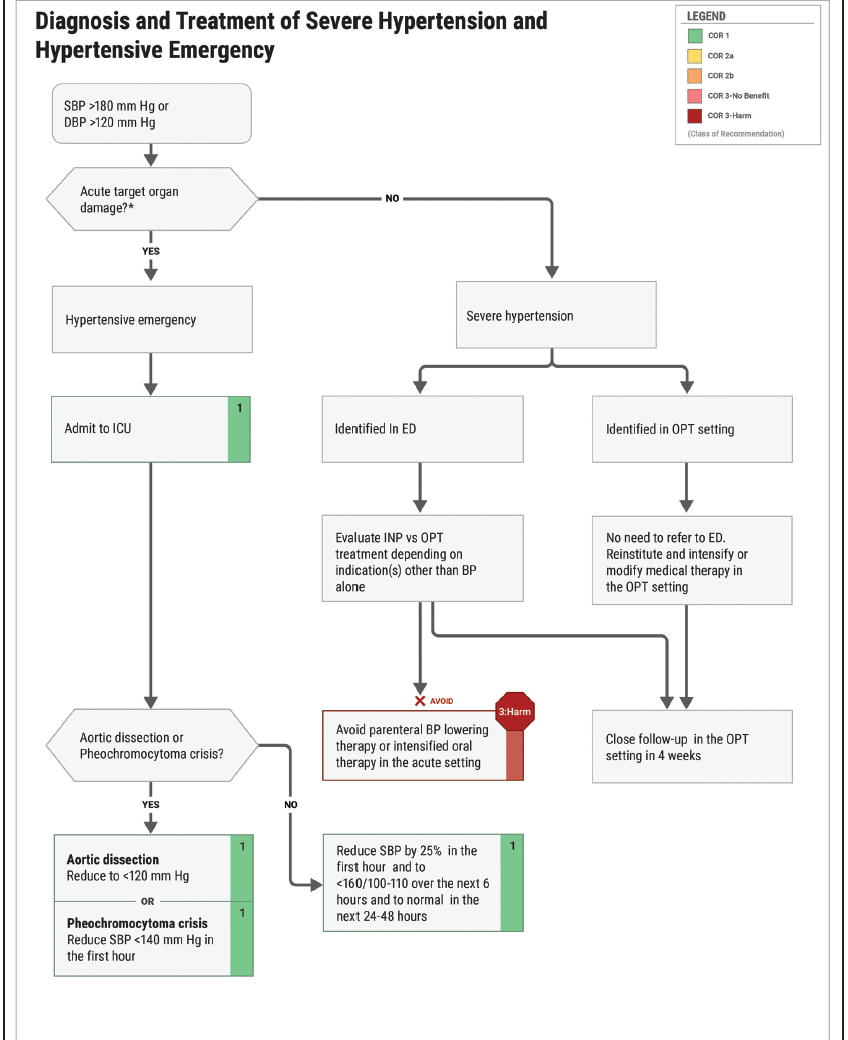 Diagnosis and Treatment of Severe Hypertension and
Hypertensive Emergency
LEGEND
COR 1
COR 2a
COR 2b
COR 3-No Benefit
COR 3-Harm
(Class of Recommendation)
SBP >180 mm Hg or
DBP >120 mm Hg
Acute target organ
damage?*
NO
YES
Hypertensive emergency
Severe hypertension
Admit to ICU
1
Identified In ED
Identified in OPT setting
Evaluate INP vs OPT
treatment depending on
indication(s) other than BP
alone
No need to refer to ED.
Reinstitute and intensify or
modify medical therapy in
the OPT setting
AVOID
3:Harm
Avoid parenteral BP lowering
therapy or intensified oral
therapy in the acute setting
Close follow-up in the OPT
setting in 4 weeks
Aortic dissection or
Pheochromocytoma crisis?
YES
NO
Aortic dissection
Reduce to <120 mm Hg
1
OR
Pheochromocytoma crisis
Reduce SBP <140 mm Hg in
the first hour
1
Reduce SBP by 25% in the
first hour and to
<160/100-110 over the next 6
hours and to normal in the
next 24-48 hours
1